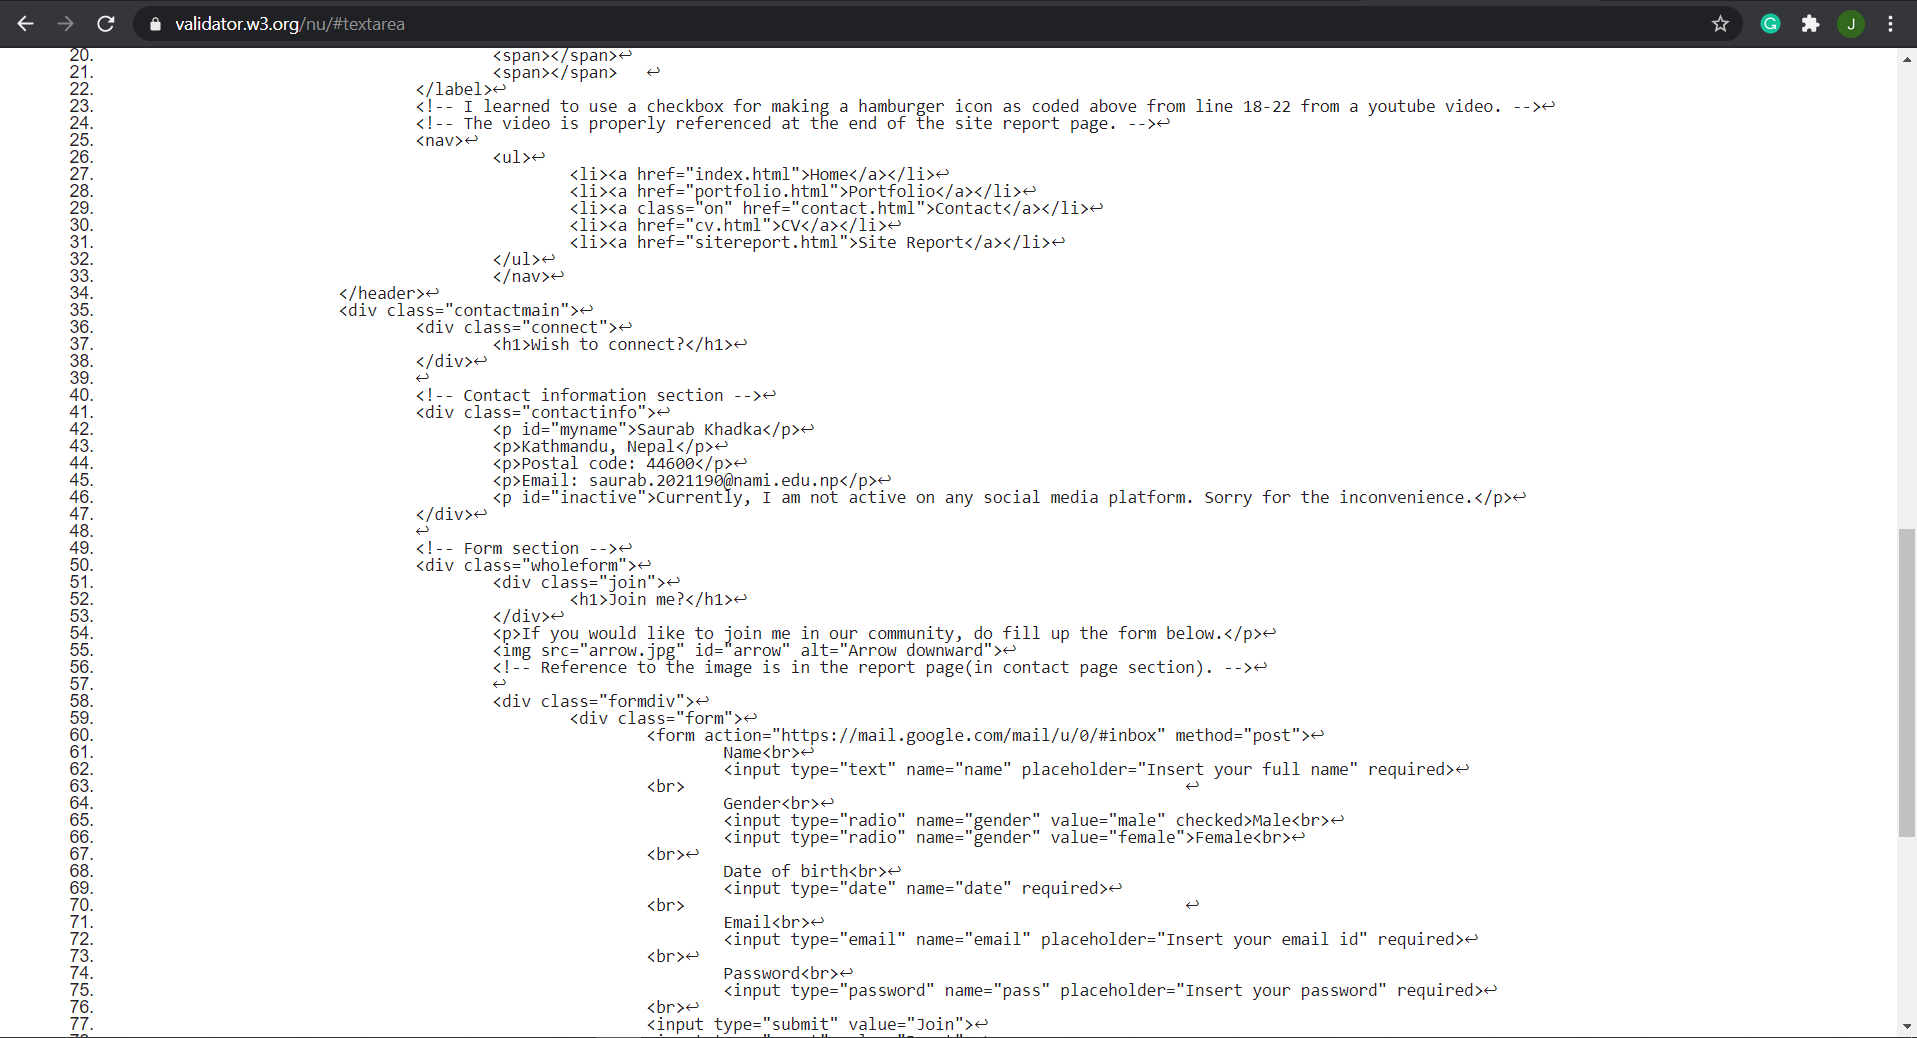 validator.w3.org/nu/#textarea
J
20. <span></span>↩
21. <span></span> ↩
22. </label>↩
23. <!-- I learned to use a checkbox for making a hamburger icon as coded above from line 18-22 from a youtube video. -->↩
24. <!-- The video is properly referenced at the end of the site report page. -->↩
25. <nav>↩
26. <ul>↩
27. <li><a href="index.html">Home</a></li>↩
28. <li><a href="portfolio.html">Portfolio</a></li>↩
29. <li><a class="on" href="contact.html">Contact</a></li>↩
30. <li><a href="cv.html">CV</a></li>↩
31. <li><a href="sitereport.html">Site Report</a></li>↩
32. </ul>↩
33. </nav>↩
34. </header>↩
35. <div class="contactmain">↩
36. <div class="connect">↩
37. <h1>Wish to connect?</h1>↩
38. </div>↩
39. ↩
40. <!-- Contact information section -->↩
41. <div class="contactinfo">↩
42. <p id="myname">Saurab Khadka</p>↩
43. <p>Kathmandu, Nepal</p>↩
44. <p>Postal code: 44600</p>↩
45. <p>Email: saurab.2021190@nami.edu.np</p>↩
46. <p id="inactive">Currently, I am not active on any social media platform. Sorry for the inconvenience.</p>↩
47. </div>↩
48. ↩
49. <!-- Form section -->↩
50. <div class="wholeform">↩
51. <div class="join">↩
52. <h1>Join me?</h1>↩
53. </div>↩
54. <p>If you would like to join me in our community, do fill up the form below.</p>↩
55. <img src="arrow.jpg" id="arrow" alt="Arrow downward">↩
56. <!-- Reference to the image is in the report page(in contact page section). -->↩
57. ↩
58. <div class="formdiv">↩
59. <div class="form">↩
60. <form action="https://mail.google.com/mail/u/0/#inbox" method="post">↩
61. Name<br>↩
62. <input type="text" name="name" placeholder="Insert your full name" required>↩
63. <br> ↩
64. Gender<br>↩
65. <input type="radio" name="gender" value="male" checked>Male<br>↩
66. <input type="radio" name="gender" value="female">Female<br>↩
67. <br>↩
68. Date of birth<br>↩
69. <input type="date" name="date" required>↩
70. <br> ↩
71. Email<br>↩
72. <input type="email" name="email" placeholder="Insert your email id" required>↩
73. <br>↩
74. Password<br>↩
75. <input type="password" name="pass" placeholder="Insert your password" required>↩
76. <br>↩
77. <input type="submit" value="Join">↩